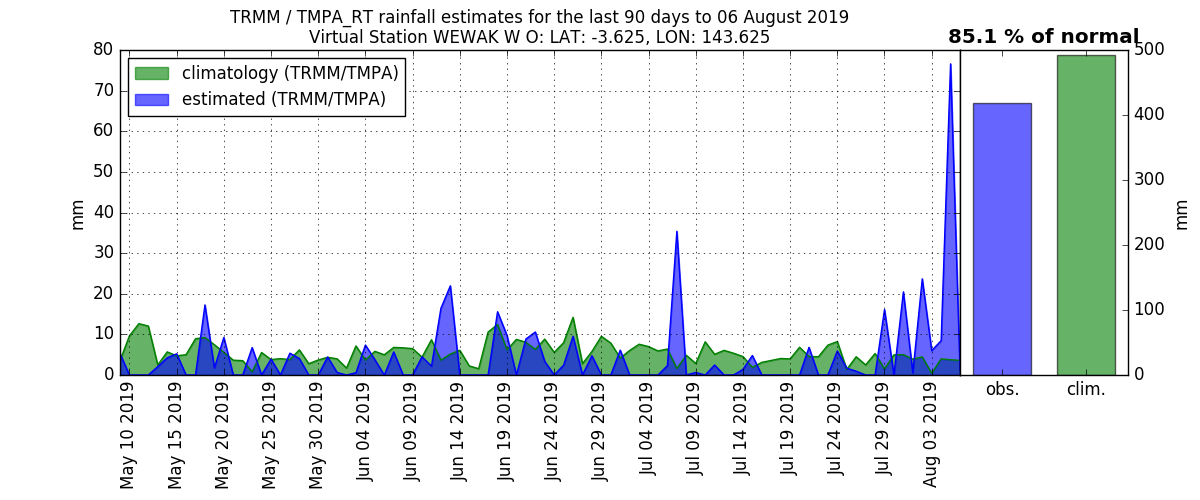 TRMM / TMPA_RT rainfall estimates for the last 90 days to 06 August 2019
Virtual Station WEWAK W O: LAT: -3.625, LON: 143.625
85.1 % of normal
climatology (TRMM/TMPA)
estimated (TRMM/TMPA)
mm
80
70
60
50
40
30
20
10
0
May 10 2019
May 15 2019
May 20 2019
May 25 2019
May 30 2019
Jun 04 2019
Jun 09 2019
Jun 14 2019
Jun 19 2019
Jun 24 2019
Jun 29 2019
Jul 04 2019
Jul 09 2019
Jul 14 2019
Jul 19 2019
Jul 24 2019
Jul 29 2019
Aug 03 2019
obs.
clim.
500
400
300
200
100
0
mm